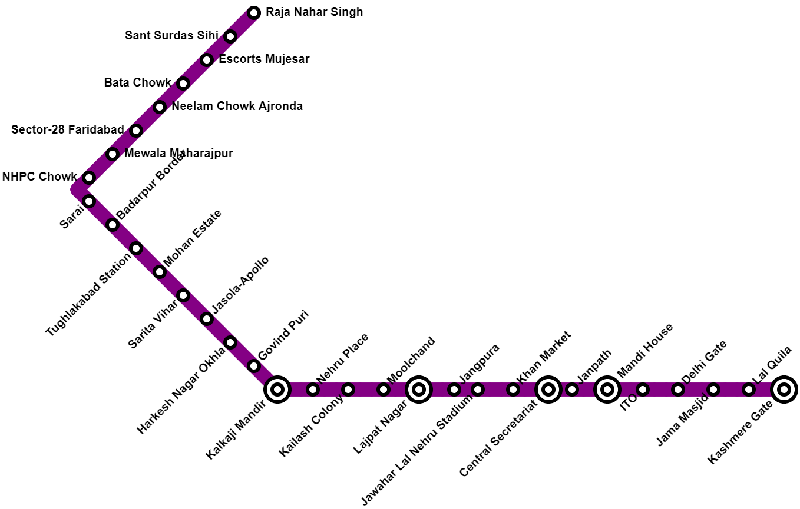 Raja Nahar Singh
Sant Surdas Sihi
Escorts Mujesar
Bata Chowk
Neelam Chowk Ajronda
Sector-28 Faridabad
Mewala Maharajpur
NHPC Chowk
Sarai
Badarpur Border
Tughlakabad Station
Mohan Estate
Sarita Vihar
Jasola-Apollo
Harkesh Nagar Okhla
Govind Puri
Kalkaji Mandir
Nehru Place
Kailash Colony
Moolchand
Lajpat Nagar
Jangpura
Jawahar Lal Nehru Stadium
Khan Market
Central Secretariat
Janpath
Mandi House
ITO
Delhi Gate
Jama Masjid
Lal Quila
Kashmere Gate